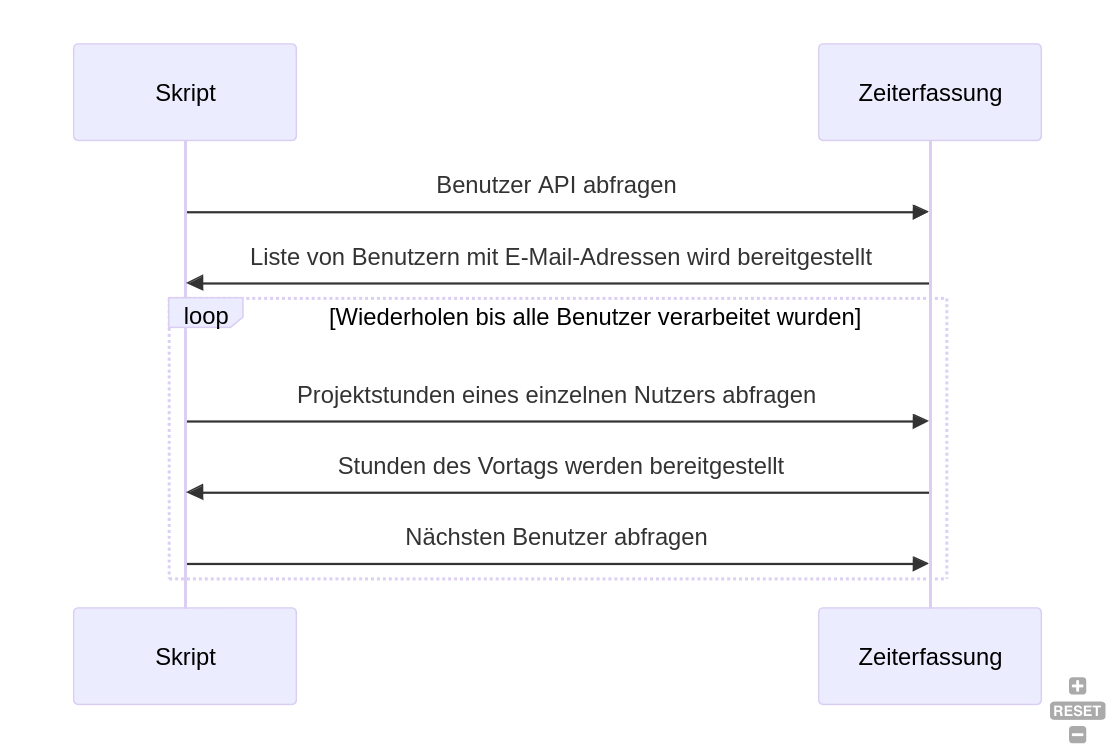 Skript
Zeiterfassung
Benutzer API abfragen
Liste von Benutzern mit E-Mail-Adressen wird bereitgestellt
loop
[Wiederholen bis alle Benutzer verarbeitet wurden]
Projektstunden eines einzelnen Nutzers abfragen
Stunden des Vortags werden bereitgestellt
Nächsten Benutzer abfragen
Skript
Zeiterfassung
+
RESET
−